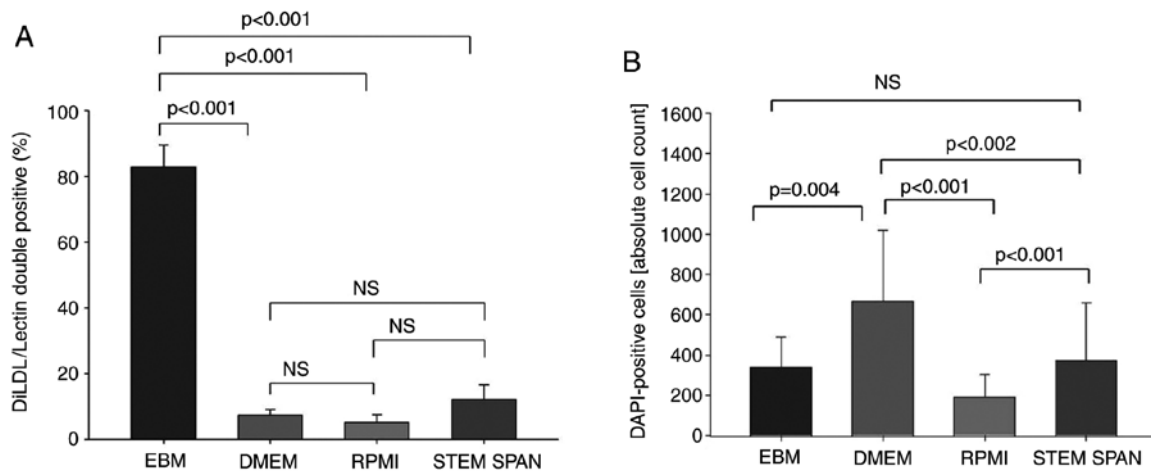 A
p<0.001
p<0.001
p<0.001
DiLDL/Lectin double positive (%)
100
80
60
40
20
0
NS
NS
NS
EBM DMEM RPMI STEM SPAN
B
NS
p<0.002
p=0.004
p<0.001
p<0.001
DAPI-positive cells [absolute cell count]
1600
1400
1200
1000
800
600
400
200
0
EBM DMEM RPMI STEM SPAN